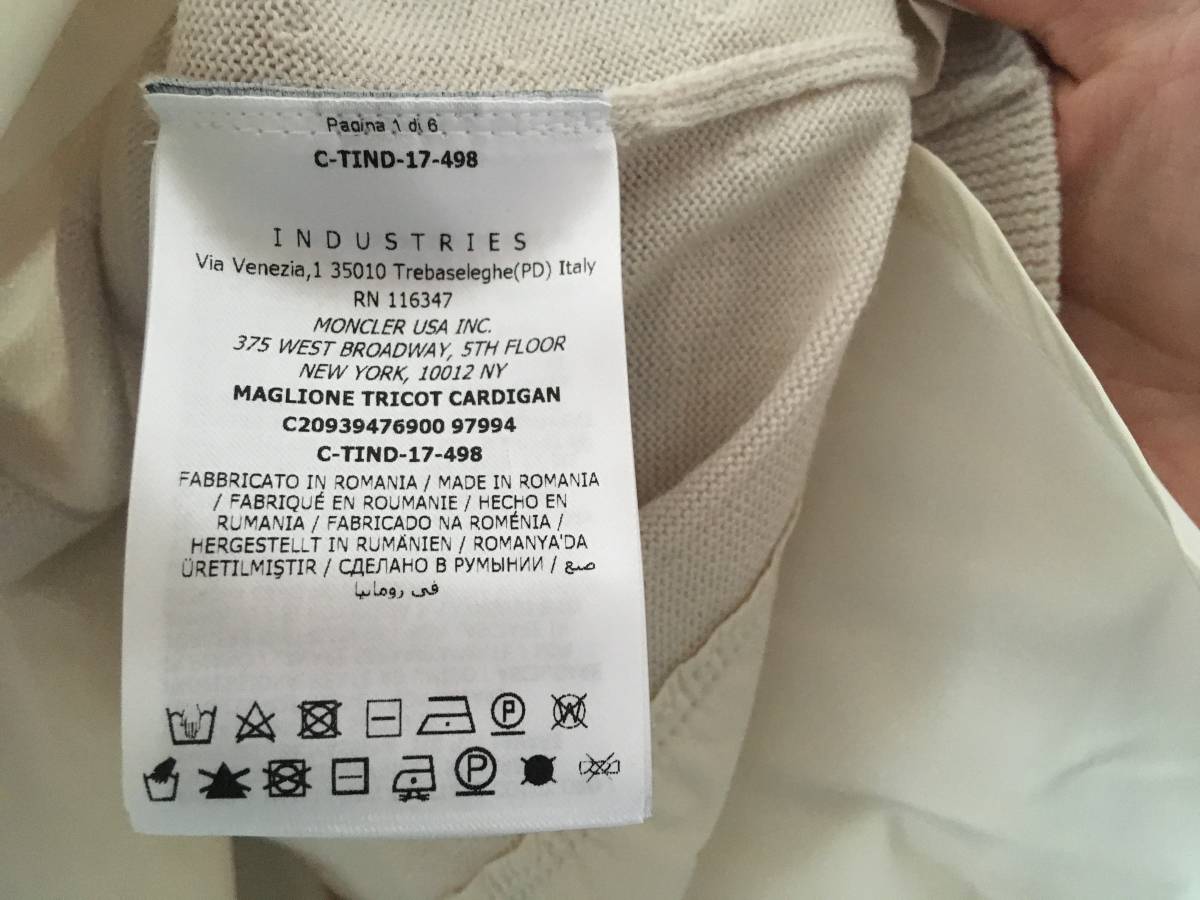 Pagina 1 di 6
C-TIND-17-498
INDUSTRIES
Via Venezia,1 35010 Trebaseleghe(PD) Italy
RN 116347
MONCLER USA INC.
375 WEST BROADWAY, 5TH FLOOR
NEW YORK, 10012 NY
MAGLIONE TRICOT CARDIGAN
C20939476900 97994
C-TIND-17-498
FABBRICATO IN ROMANIA / MADE IN ROMANIA
/ FABRIQUÉ EN ROUMANIE / HECHO EN
RUMANIA / FABRICADO NA ROMÉNIA /
HERGESTELLT IN RUMÄNIEN / ROMANYA'DA
ÜRETILMIŞTIR / СДЕЛАНО В РУМЫНИИ / صنع
في رومانيا
P W
P